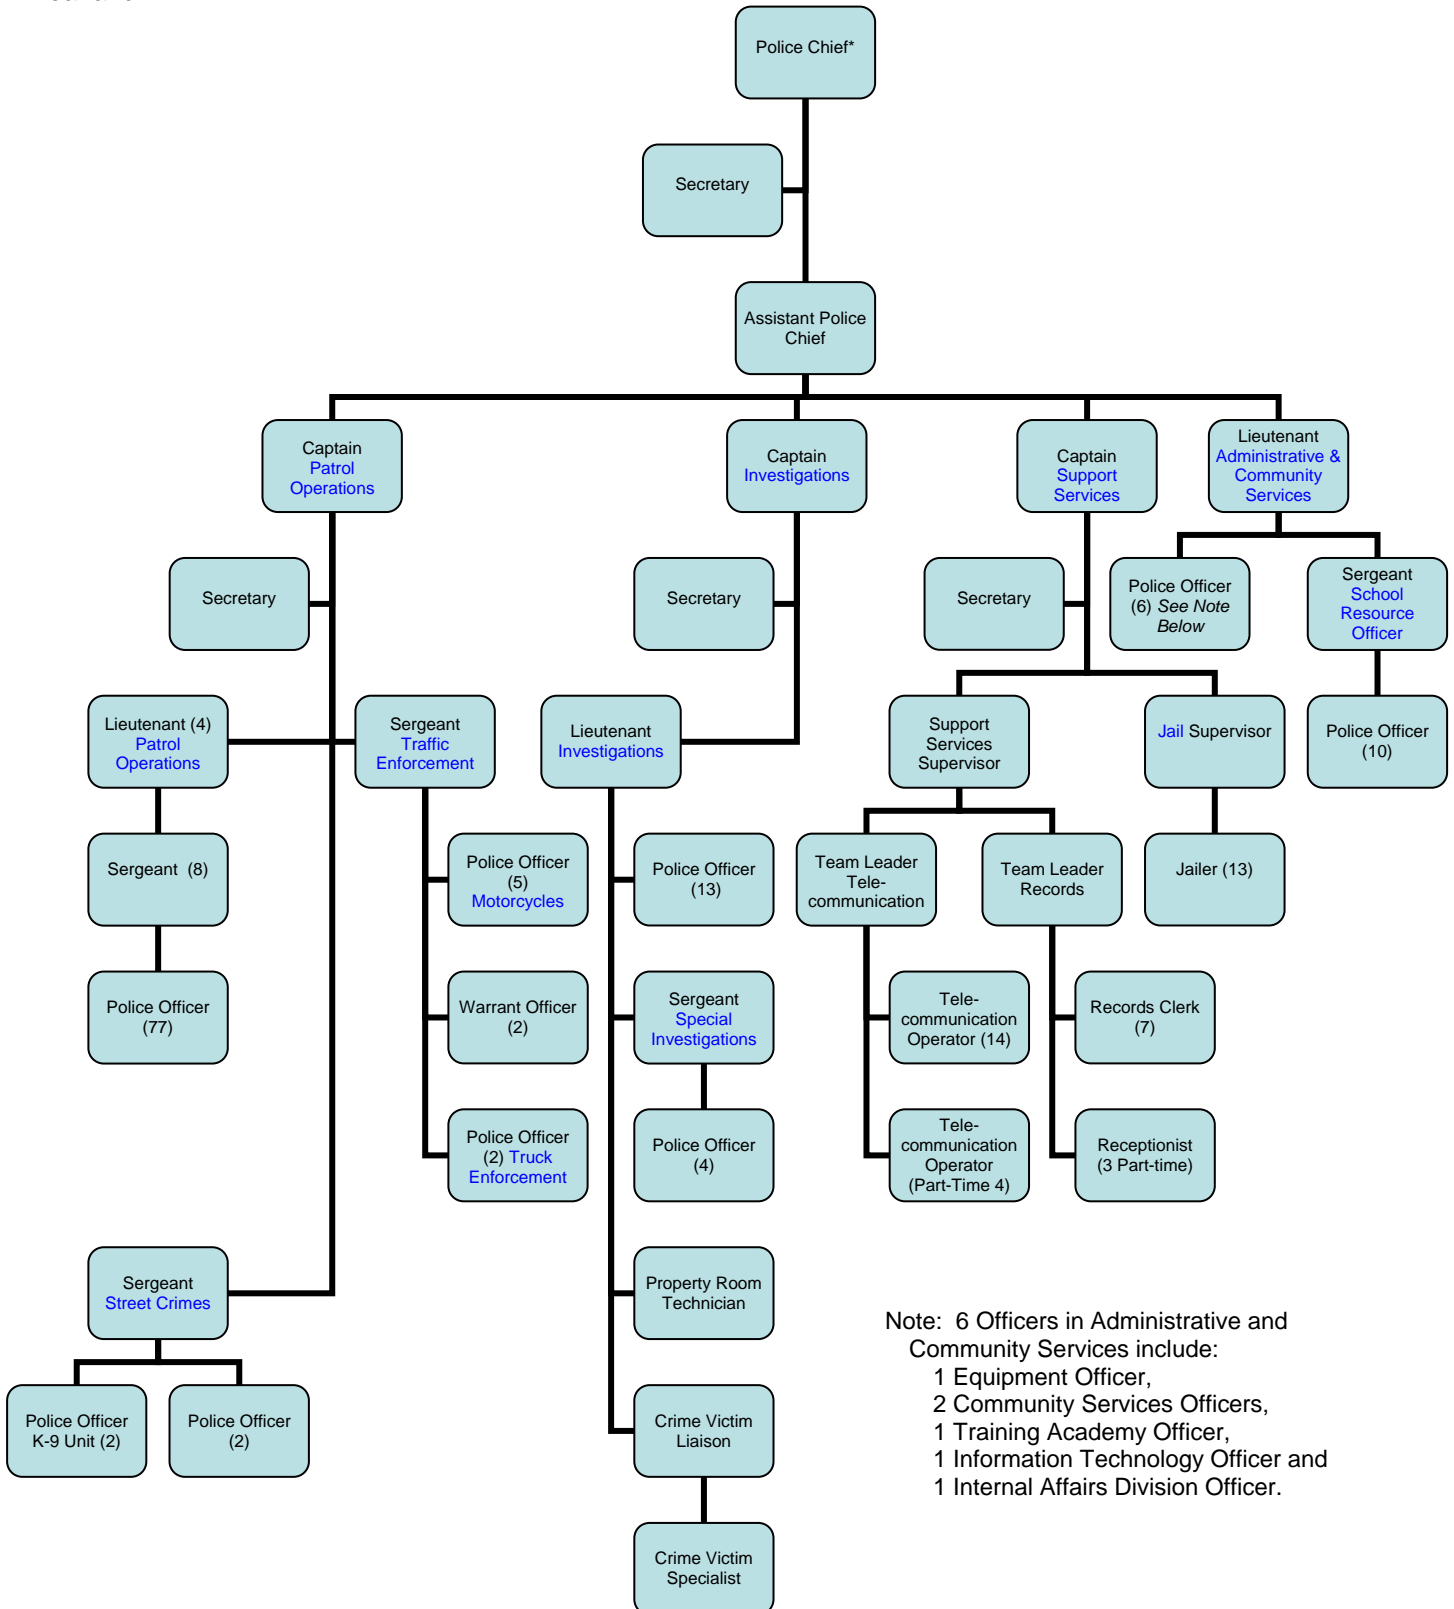 Police Chief*
Secretary
Assistant Police
Chief
Captain
Patrol
Operations
Captain
Investigations
Captain
Support
Services
Lieutenant
Administrative &
Community
Services
Secretary
Secretary
Secretary
Police Officer
(6) See Note
Below
Sergeant
School
Resource
Officer
Lieutenant (4)
Patrol
Operations
Sergeant
Traffic
Enforcement
Lieutenant
Investigations
Support
Services
Supervisor
Jail Supervisor
Police Officer
(10)
Sergeant (8)
Police Officer
(5)
Motorcycles
Police Officer
(13)
Team Leader
Tele-
communication
Team Leader
Records
Jailer (13)
Police Officer
(77)
Warrant Officer
(2)
Sergeant
Special
Investigations
Tele-
communication
Operator (14)
Records Clerk
(7)
Police Officer
(2) Truck
Enforcement
Police Officer
(4)
Tele-
communication
Operator
(Part-Time 4)
Receptionist
(3 Part-time)
Sergeant
Street Crimes
Property Room
Technician
Police Officer
K-9 Unit (2)
Police Officer
(2)
Crime Victim
Liaison
Crime Victim
Specialist
Note: 6 Officers in Administrative and
Community Services include:
1 Equipment Officer,
2 Community Services Officers,
1 Training Academy Officer,
1 Information Technology Officer and
1 Internal Affairs Division Officer.